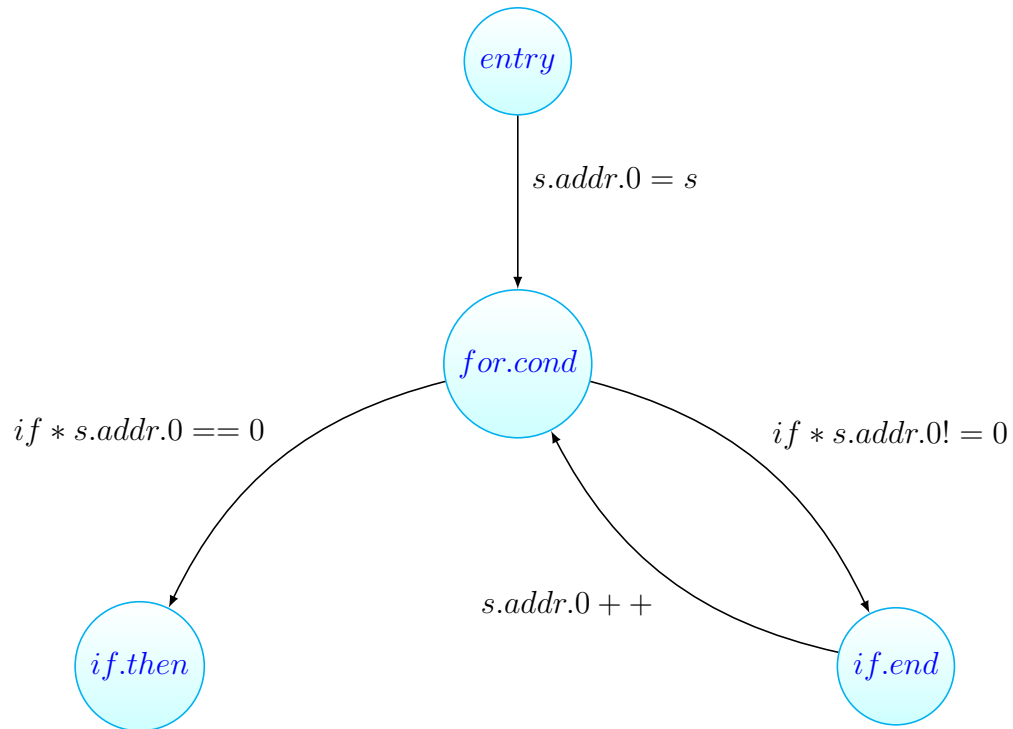 entry
s.addr.0 = s
for.cond
if * s.addr.0 == 0
if * s.addr.0! = 0
s.addr.0 + +
if.then
if.end